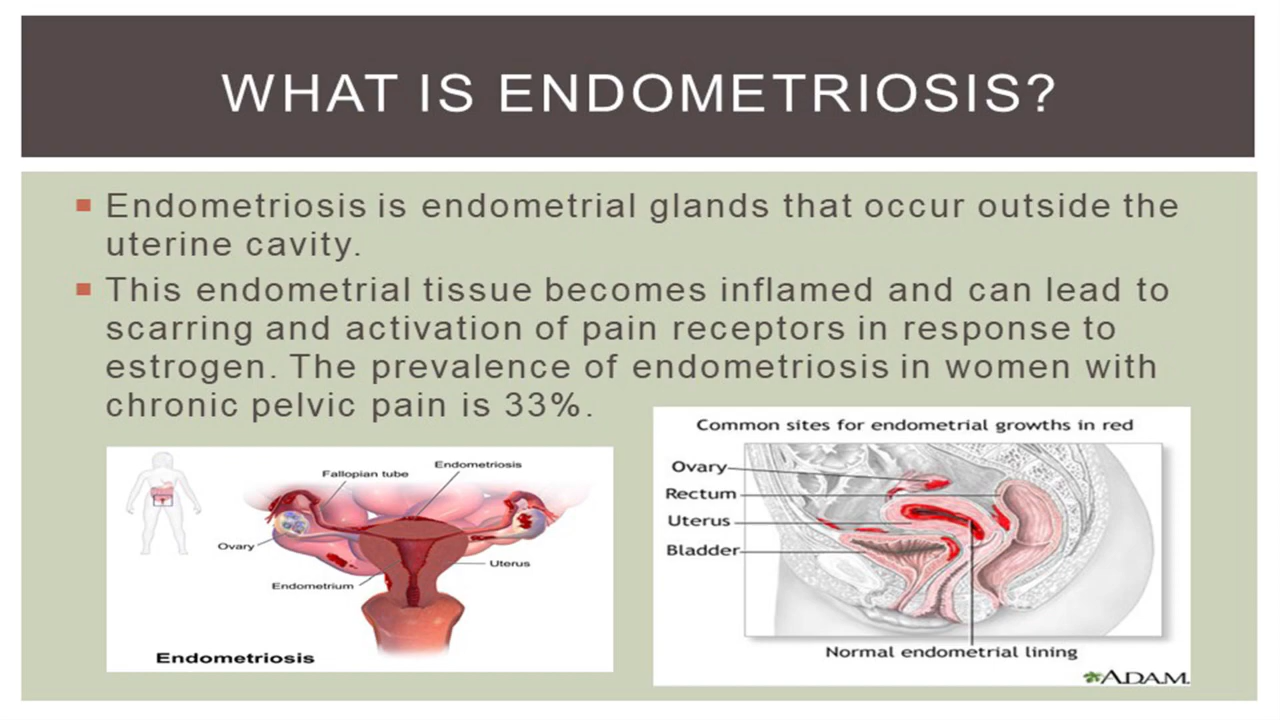 WHAT IS ENDOMETRIOSIS?
Endometriosis is endometrial glands that occur outside the
uterine cavity.
This endometrial tissue becomes inflamed and can lead to
scarring and activation of pain receptors in response to
estrogen. The prevalence of endometriosis in women with
chronic pelvic pain is 33%.
Endometriosis
Fallopian tube
Ovary
Uterus
Endometrium
Endometriosis
Common sites for endometrial growths in red
Ovary
Rectum
Uterus
Bladder
Normal endometrial lining
A.D.A.M.